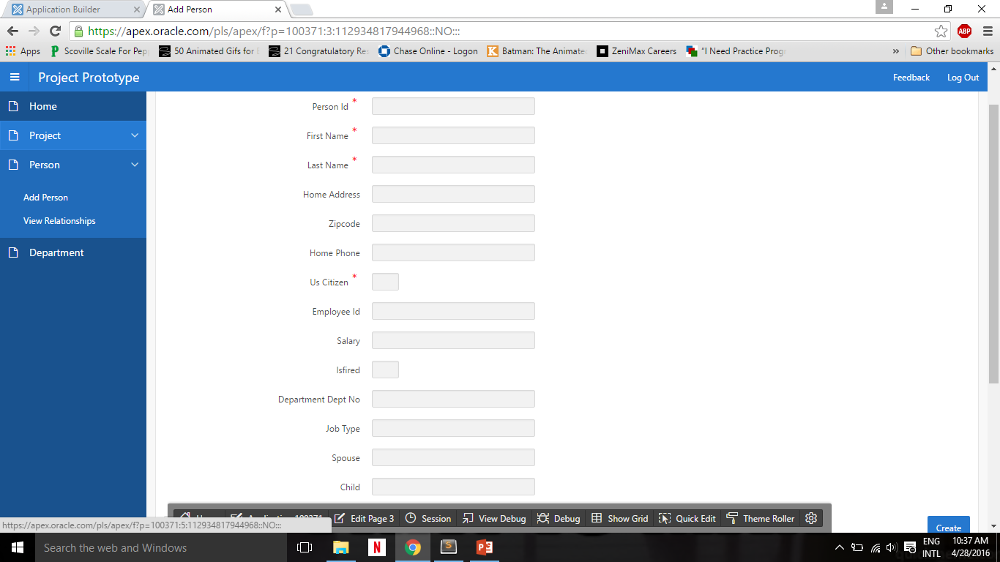 Application Builder
Add Person
https://apex.oracle.com/pls/apex/f?p=100371:3:112934817944968::NO:::
ABP
Apps
Scoville Scale For Pep
50 Animated Gifs for
21 Congratulatory Re
Chase Online - Logon
Batman: The Animate
ZeniMax Careers
"I Need Practice Prog
»
Other bookmarks
Project Prototype
Feedback
Log Out
Home
Project
Person
Add Person
View Relationships
Department
Person Id *
First Name *
Last Name *
Home Address
Zipcode
Home Phone
Us Citizen *
Employee Id
Salary
Isfired
Department Dept No
Job Type
Spouse
Child
Edit Page 3
Session
View Debug
Debug
Show Grid
Quick Edit
Theme Roller
Create
https://apex.oracle.com/pls/apex/f?p=100371:5:112934817944968::NO:::
Search the web and Windows
N
S
ENG
INTL
10:37 AM
4/28/2016